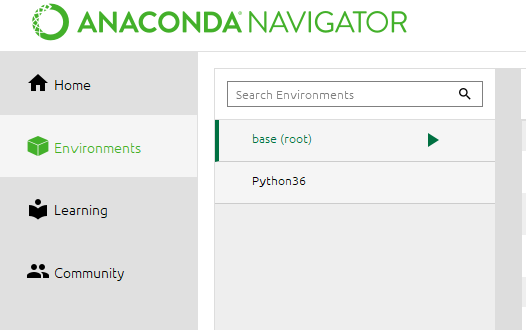 ANACONDA NAVIGATOR
Home
Environments
Learning
Community
Search Environments
base (root)
Python36